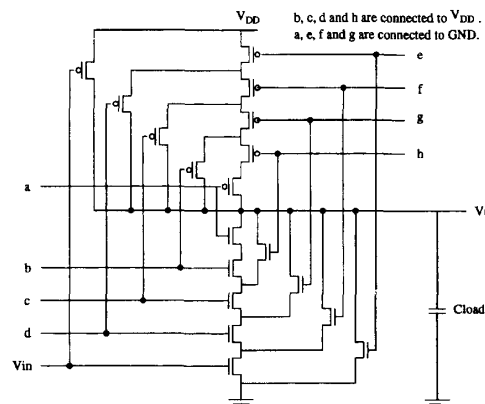 V_DD
b, c, d and h are connected to V_DD .
a, e, f and g are connected to GND.
e
f
g
h
a
V
b
c
Cload
d
Vin